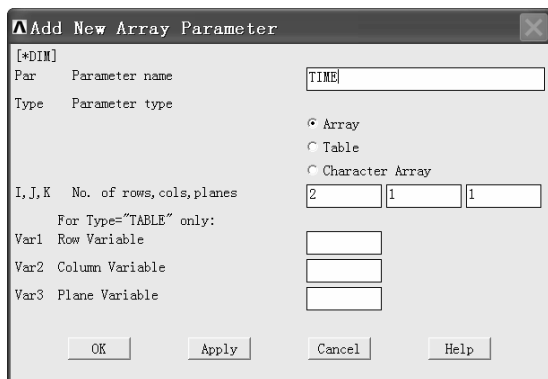 Add New Array Parameter
[*DIM]
Par Parameter name TIME
Type Parameter type
Array
Table
Character Array
I,J,K No. of rows,cols,planes 2 1 1
For Type="TABLE" only:
Var1 Row Variable
Var2 Column Variable
Var3 Plane Variable
OK Apply Cancel Help